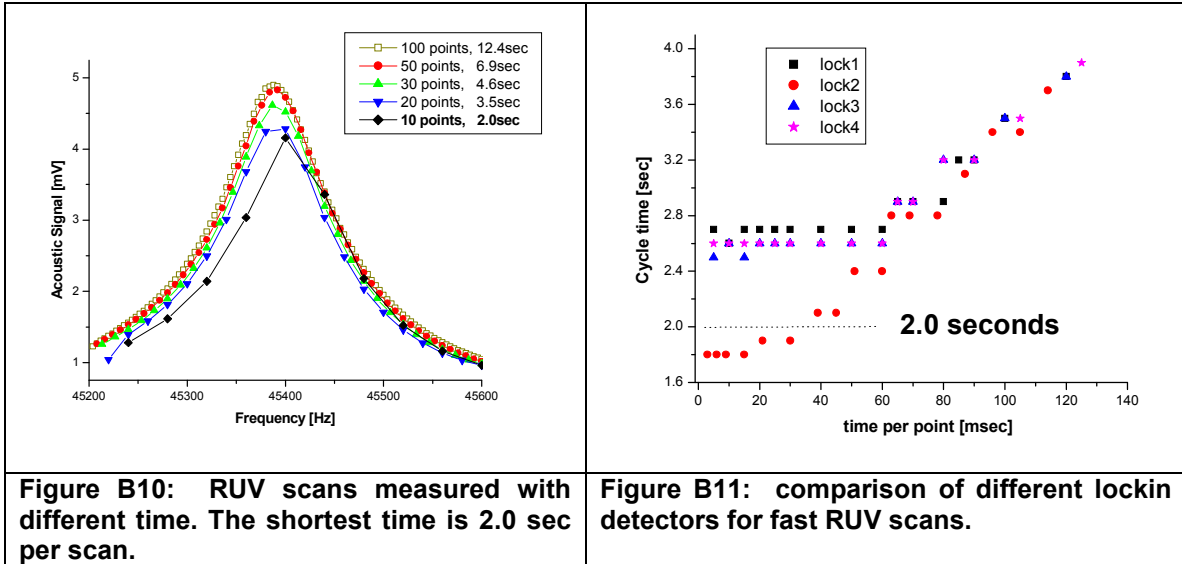 100 points, 12.4sec
50 points, 6.9sec
30 points, 4.6sec
20 points, 3.5sec
10 points, 2.0sec
5
4
3
2
1
Acoustic Signal [mV]
45200 45300 45400 45500 45600
Frequency [Hz]
Figure B10: RUV scans measured with
different time. The shortest time is 2.0 sec
per scan.
lock1
lock2
lock3
lock4
4.0
3.6
3.2
2.8
2.4
2.0
1.6
Cycle time [sec]
2.0 seconds
0 20 40 60 80 100 120 140
time per point [msec]
Figure B11: comparison of different lockin
detectors for fast RUV scans.